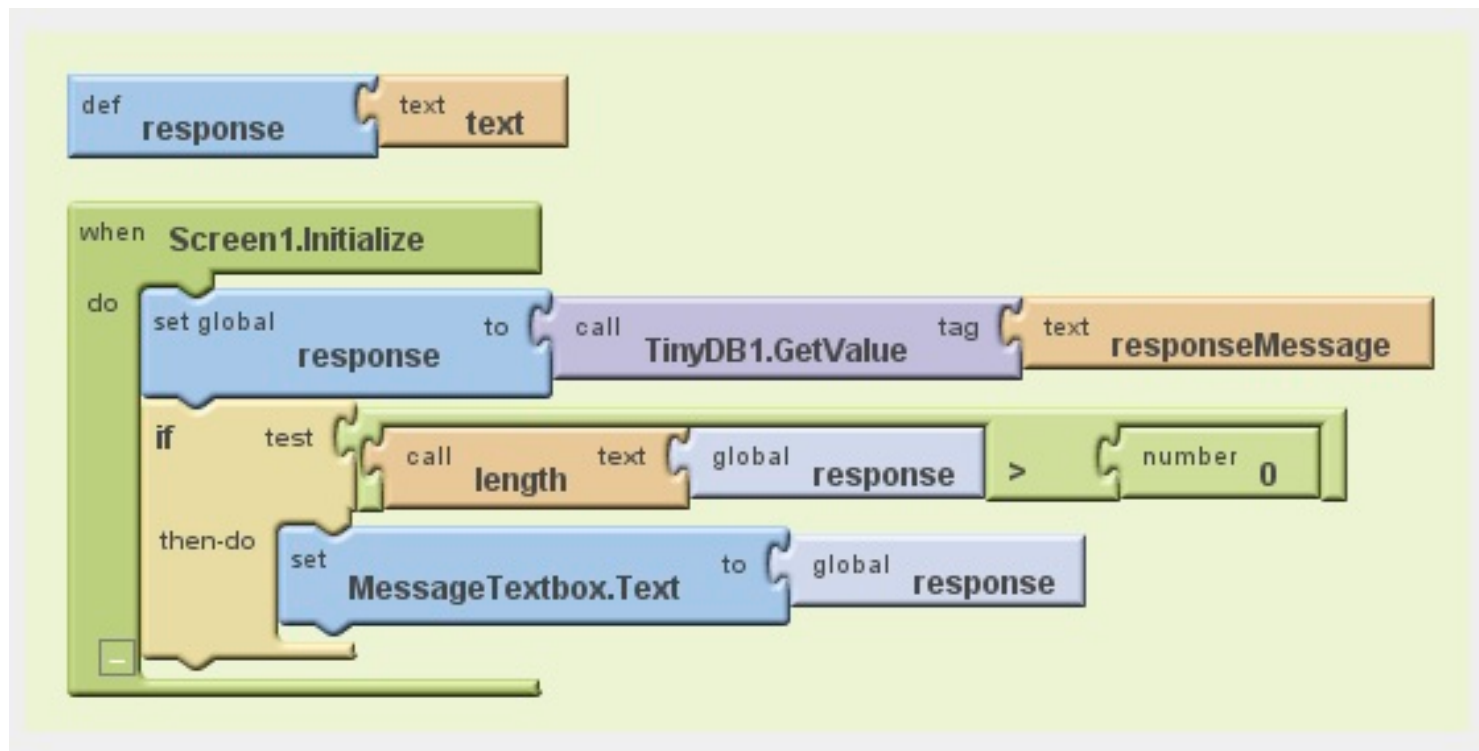 def response text text
when Screen1.Initialize
do set global response to call TinyDB1.GetValue tag text responseMessage
if test call length text global response > number 0
then-do set MessageTextbox.Text to global response